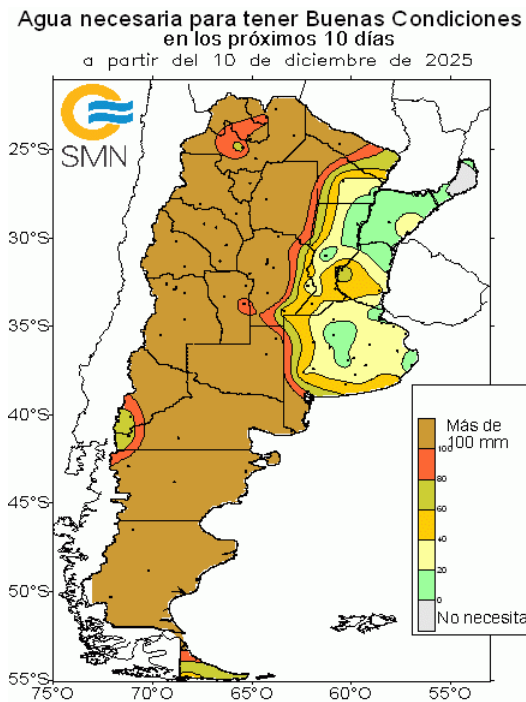 Agua necesaria para tener Buenas Condiciones
en los próximos 10 días
a partir del 10 de diciembre de 2025
SMN
25°S
30°S
35°S
40°S
45°S
50°S
55°S
75°O 70°O 65°O 60°O 55°O
Más de
100 mm
100
80
60
40
20
0
No necesita